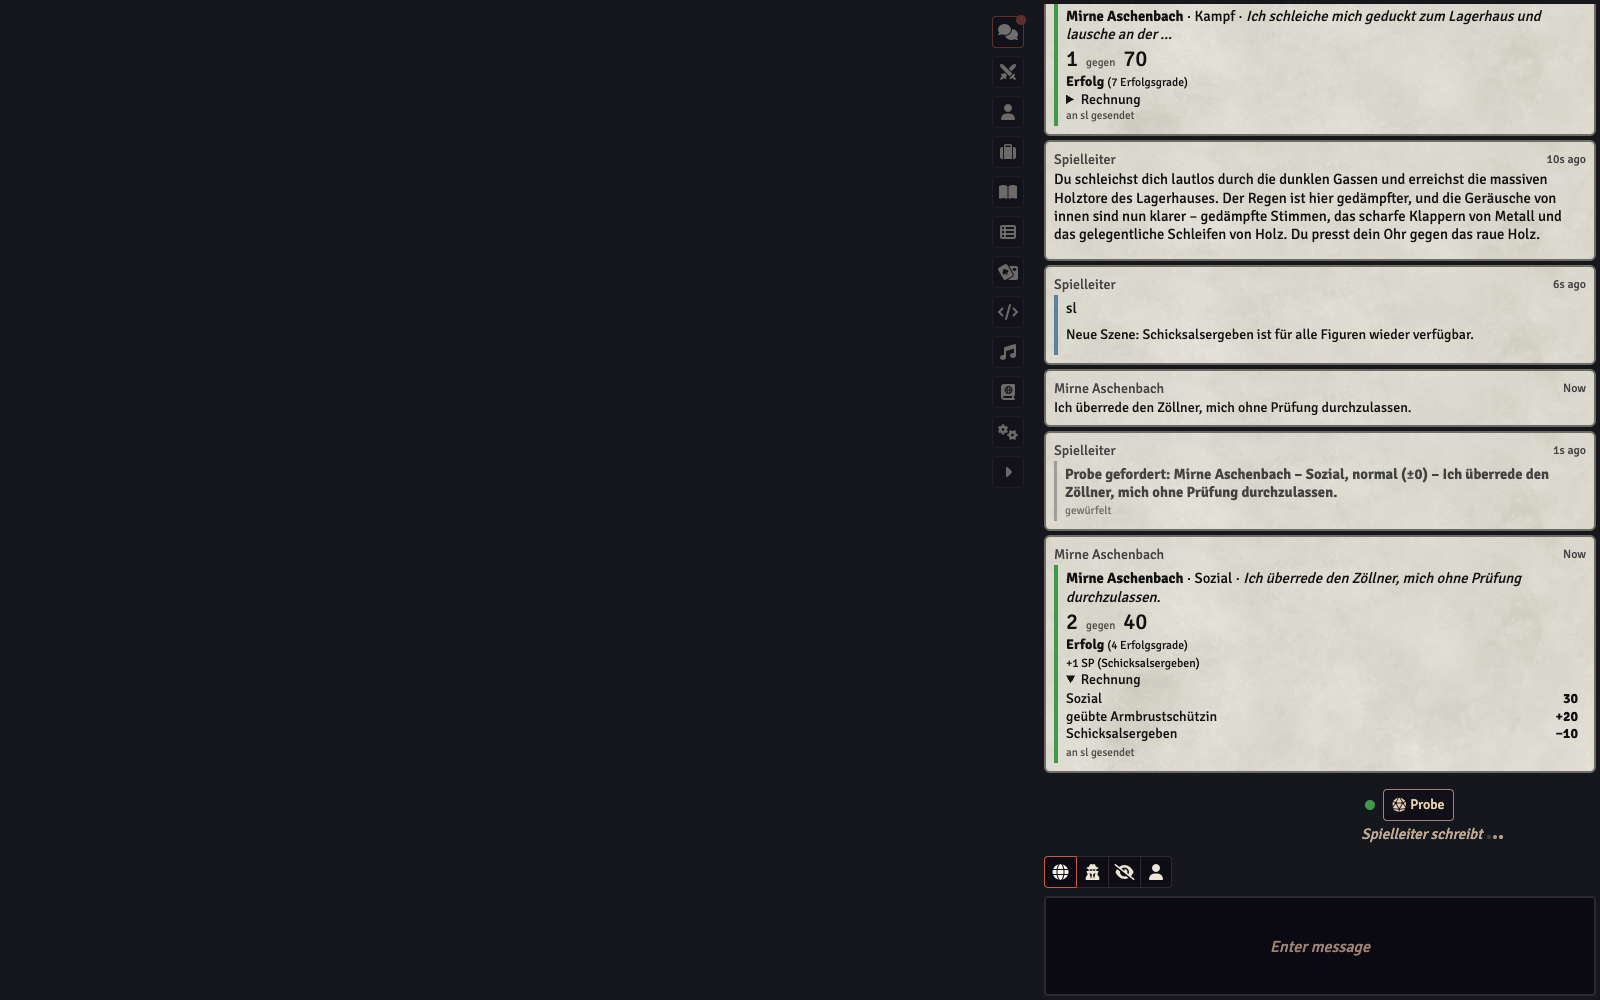 Mirne Aschenbach · Kampf · Ich schleiche mich geduckt zum Lagerhaus und
lausche an der ...
1 gegen 70
Erfolg (7 Erfolgsgrade)
▶ Rechnung
an sl gesendet
Spielleiter 10s ago
Du schleichst dich lautlos durch die dunklen Gassen und erreichst die massiven
Holztore des Lagerhauses. Der Regen ist hier gedämpfter, und die Geräusche von
innen sind nun klarer – gedämpfte Stimmen, das scharfe Klappern von Metall und
das gelegentliche Schleifen von Holz. Du presst dein Ohr gegen das raue Holz.
Spielleiter 6s ago
sl
Neue Szene: Schicksalsergeben ist für alle Figuren wieder verfügbar.
Mirne Aschenbach Now
Ich überrede den Zöllner, mich ohne Prüfung durchzulassen.
Spielleiter 1s ago
Probe gefordert: Mirne Aschenbach – Sozial, normal (±0) – Ich überrede den
Zöllner, mich ohne Prüfung durchzulassen.
gewürfelt
Mirne Aschenbach Now
Mirne Aschenbach · Sozial · Ich überrede den Zöllner, mich ohne Prüfung
durchzulassen.
2 gegen 40
Erfolg (4 Erfolgsgrade)
+1 SP (Schicksalsergeben)
▼ Rechnung
Sozial 30
geübte Armbrustschützin +20
Schicksalsergeben −10
an sl gesendet
Probe
Spielleiter schreibt ...
Enter message